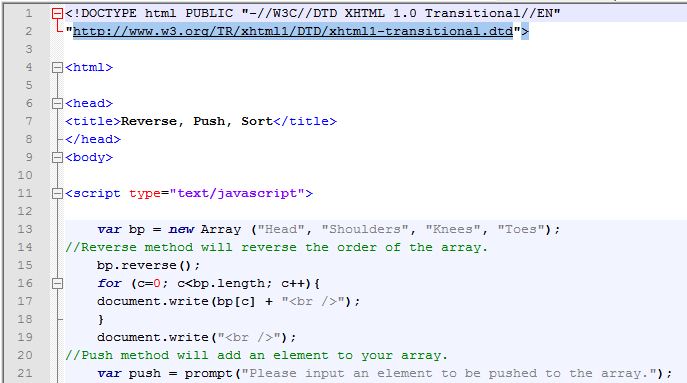 1 <!DOCTYPE html PUBLIC "-//W3C//DTD XHTML 1.0 Transitional//EN"
2 "http://www.w3.org/TR/xhtml1/DTD/xhtml1-transitional.dtd">
3
4 <html>
5
6 <head>
7 <title>Reverse, Push, Sort</title>
8 </head>
9 <body>
10
11 <script type="text/javascript">
12
13 var bp = new Array ("Head", "Shoulders", "Knees", "Toes");
14 //Reverse method will reverse the order of the array.
15 bp.reverse();
16 for (c=0; c<bp.length; c++){
17 document.write(bp[c] + "<br />");
18 }
19 document.write("<br />");
20 //Push method will add an element to your array.
21 var push = prompt("Please input an element to be pushed to the array.");